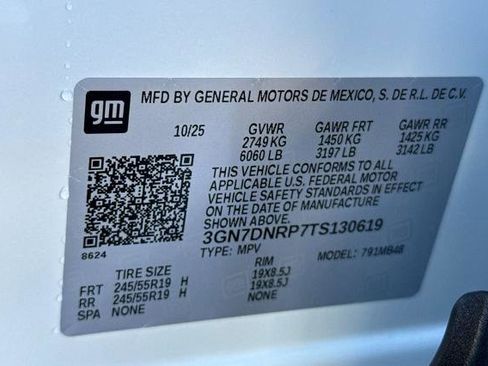 gm
MFD BY GENERAL MOTORS DE MEXICO, S. DE R.L. DE C.V.
10/25 GVWR GAWR FRT GAWR RR
2749 KG 1450 KG 1425 KG
6060 LB 3197 LB 3142 LB
THIS VEHICLE CONFORMS TO ALL
APPLICABLE U.S. FEDERAL MOTOR
VEHICLE SAFETY STANDARDS IN EFFECT
ON THE DATE OF MANUFACTURE
SHOWN ABOVE.
3GN7DNRP7TS130619
8624 TYPE: MPV MODEL: 791MB48
TIRE SIZE RIM
FRT 245/55R19 H 19X8.5J
RR 245/55R19 H 19X8.5J
SPA NONE NONE